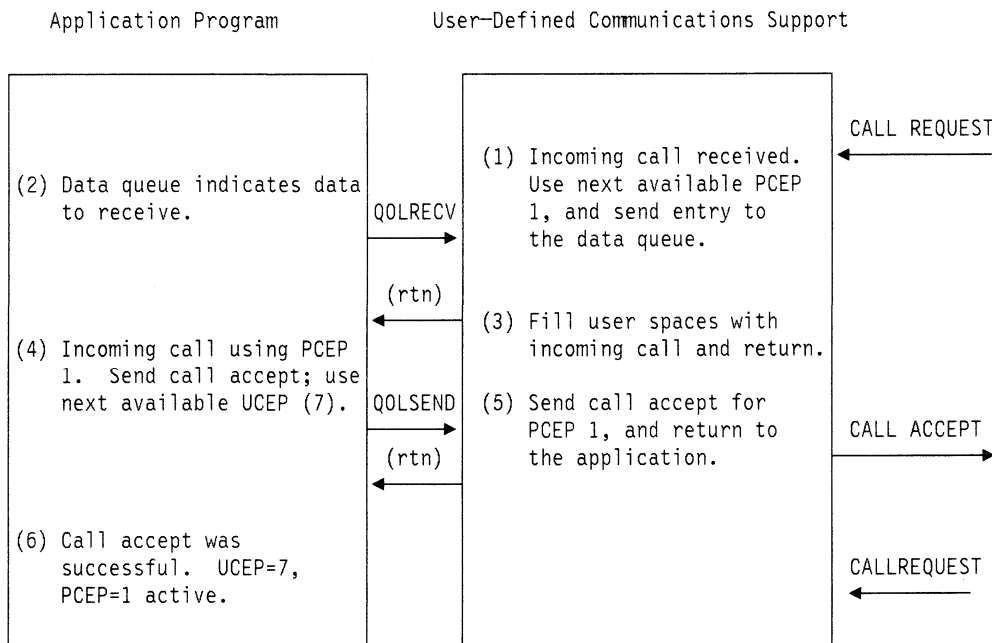 Application Program
User-Defined Communications Support
CALL REQUEST
(1) Incoming call received.
Use next available PCEP
1, and send entry to
the data queue.
(2) Data queue indicates data
to receive.
QOLRECV
(rtn)
(3) Fill user spaces with
incoming call and return.
(4) Incoming call using PCEP
1. Send call accept; use
next available UCEP (7).
QOLSEND
(5) Send call accept for
PCEP 1, and return to
the application.
CALL ACCEPT
(rtn)
(6) Call accept was
successful. UCEP=7,
PCEP=1 active.
CALLREQUEST